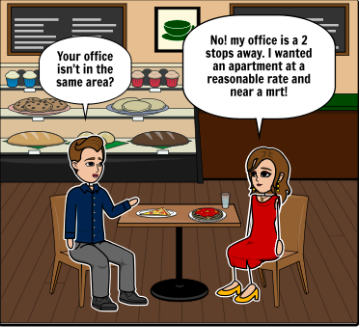 Your office
isn't in the
same area?
No! my office is a 2
stops away. I wanted
an apartment at a
reasonable rate and
near a mrt!